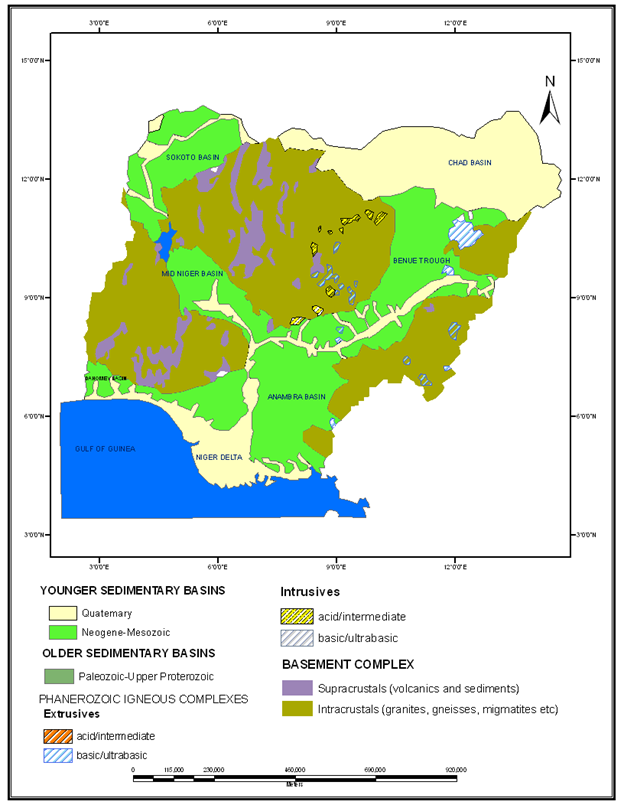 3°0'0"E 6°0'0"E 9°0'0"E 12°0'0"E
15°0'0"N 15°0'0"N
N
SOKOTO BASIN
CHAD BASIN
12°0'0"N 12°0'0"N
BENUE TROUGH
MID NIGER BASIN
9°0'0"N 9°0'0"N
DAHOMEY BASIN
ANAMBRA BASIN
6°0'0"N 6°0'0"N
GULF OF GUINEA
NIGER DELTA
3°0'0"N 3°0'0"N
3°0'0"E 6°0'0"E 9°0'0"E 12°0'0"E
YOUNGER SEDIMENTARY BASINS
Quaternary
Neogene-Mesozoic
OLDER SEDIMENTARY BASINS
Paleozoic-Upper Proterozoic
PHANEROZOIC IGNEOUS COMPLEXES
Extrusives
acid/intermediate
basic/ultrabasic
Intrusives
acid/intermediate
basic/ultrabasic
BASEMENT COMPLEX
Supracrustals (volcanics and sediments)
Intracrustals (granites, gneisses, migmatites etc)
0 115,000 230,000 460,000 690,000 920,000
Meters